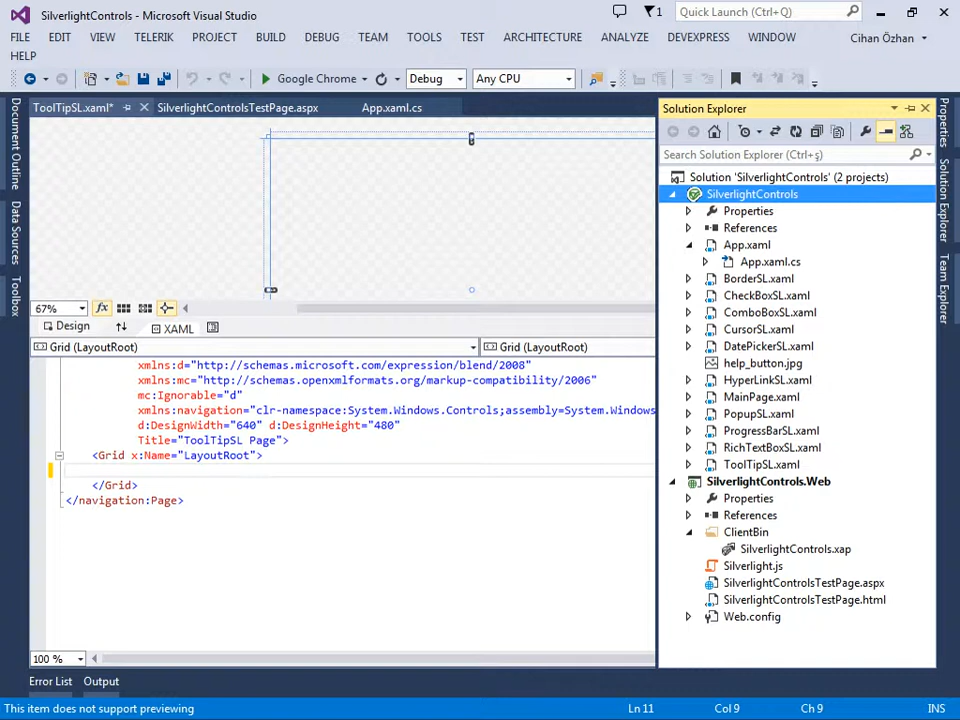 SilverlightControls - Microsoft Visual Studio
1
Quick Launch (Ctrl+Q)
FILE EDIT VIEW TELERIK PROJECT BUILD DEBUG TEAM TOOLS TEST ARCHITECTURE ANALYZE DEVEXPRESS WINDOW
Cihan Özhan
HELP
Google Chrome
Debug
Any CPU
ToolTipSL.xaml*
SilverlightControlsTestPage.aspx
App.xaml.cs
Document Outline
Data Sources
Toolbox
67%
Design
XAML
Grid (LayoutRoot)
Grid (LayoutRoot)
xmlns:d="http://schemas.microsoft.com/expression/blend/2008"
xmlns:mc="http://schemas.openxmlformats.org/markup-compatibility/2006"
mc:Ignorable="d"
xmlns:navigation="clr-namespace:System.Windows.Controls;assembly=System.Windows
d:DesignWidth="640" d:DesignHeight="480"
Title="ToolTipSL Page">
<Grid x:Name="LayoutRoot">
</Grid>
</navigation:Page>
100 %
Solution Explorer
Search Solution Explorer (Ctrl+ş)
Solution 'SilverlightControls' (2 projects)
SilverlightControls
Properties
References
App.xaml
App.xaml.cs
BorderSL.xaml
CheckBoxSL.xaml
ComboBoxSL.xaml
CursorSL.xaml
DatePickerSL.xaml
help_button.jpg
HyperLinkSL.xaml
MainPage.xaml
PopupSL.xaml
ProgressBarSL.xaml
RichTextBoxSL.xaml
ToolTipSL.xaml
SilverlightControls.Web
Properties
References
ClientBin
SilverlightControls.xap
Silverlight.js
SilverlightControlsTestPage.aspx
SilverlightControlsTestPage.html
Web.config
Properties
Solution Explorer
Team Explorer
Error List
Output
This item does not support previewing
Ln 11
Col 9
Ch 9
INS